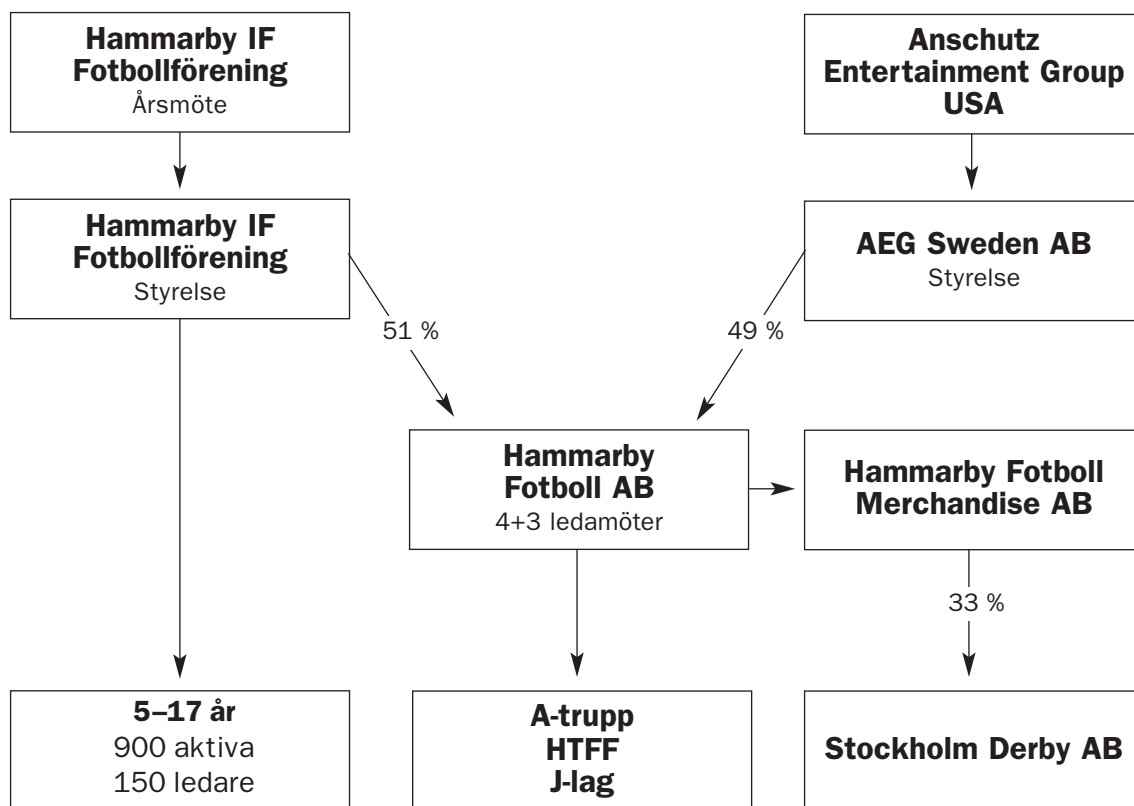 Hammarby IF
Fotbollförening
Årsmöte
Anschutz
Entertainment Group
USA
Hammarby IF
Fotbollförening
Styrelse
AEG Sweden AB
Styrelse
51 %
49 %
Hammarby
Fotboll AB
4+3 ledamöter
Hammarby Fotboll
Merchandise AB
33 %
5–17 år
900 aktiva
150 ledare
A-trupp
HTFF
J-lag
Stockholm Derby AB